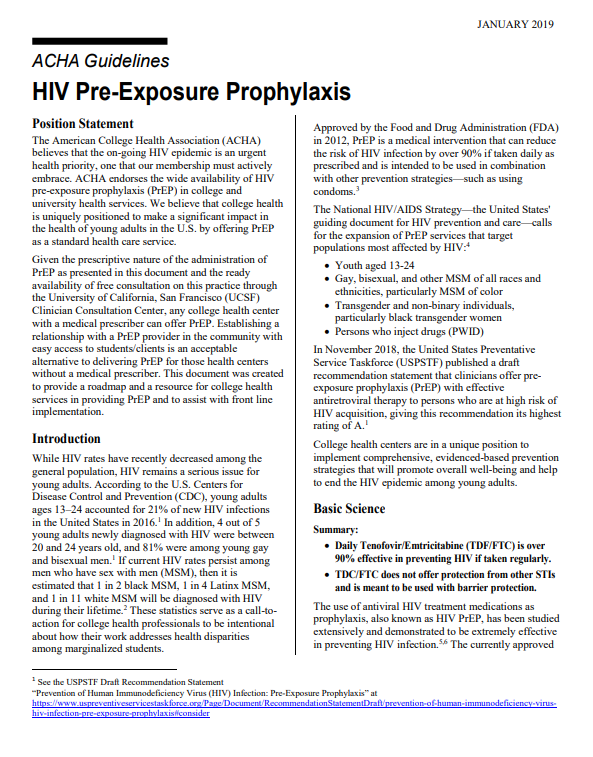 JANUARY 2019
ACHA Guidelines
HIV Pre-Exposure Prophylaxis
Position Statement
The American College Health Association (ACHA)
believes that the on-going HIV epidemic is an urgent
health priority, one that our membership must actively
embrace. ACHA endorses the wide availability of HIV
pre-exposure prophylaxis (PrEP) in college and
university health services. We believe that college health
is uniquely positioned to make a significant impact in
the health of young adults in the U.S. by offering PrEP
as a standard health care service.
Given the prescriptive nature of the administration of
PrEP as presented in this document and the ready
availability of free consultation on this practice through
the University of California, San Francisco (UCSF)
Clinician Consultation Center, any college health center
with a medical prescriber can offer PrEP. Establishing a
relationship with a PrEP provider in the community with
easy access to students/clients is an acceptable
alternative to delivering PrEP for those health centers
without a medical prescriber. This document was created
to provide a roadmap and a resource for college health
services in providing PrEP and to assist with front line
implementation.
Introduction
While HIV rates have recently decreased among the
general population, HIV remains a serious issue for
young adults. According to the U.S. Centers for
Disease Control and Prevention (CDC), young adults
ages 13–24 accounted for 21% of new HIV infections
in the United States in 2016.1 In addition, 4 out of 5
young adults newly diagnosed with HIV were between
20 and 24 years old, and 81% were among young gay
and bisexual men.1 If current HIV rates persist among
men who have sex with men (MSM), then it is
estimated that 1 in 2 black MSM, 1 in 4 Latinx MSM,
and 1 in 11 white MSM will be diagnosed with HIV
during their lifetime.2 These statistics serve as a call-to-
action for college health professionals to be intentional
about how their work addresses health disparities
among marginalized students.
Approved by the Food and Drug Administration (FDA)
in 2012, PrEP is a medical intervention that can reduce
the risk of HIV infection by over 90% if taken daily as
prescribed and is intended to be used in combination
with other prevention strategies—such as using
condoms.3
The National HIV/AIDS Strategy—the United States'
guiding document for HIV prevention and care—calls
for the expansion of PrEP services that target
populations most affected by HIV:4
• Youth aged 13-24
• Gay, bisexual, and other MSM of all races and
ethnicities, particularly MSM of color
• Transgender and non-binary individuals,
particularly black transgender women
• Persons who inject drugs (PWID)
In November 2018, the United States Preventative
Service Taskforce (USPSTF) published a draft
recommendation statement that clinicians offer pre-
exposure prophylaxis (PrEP) with effective
antiretroviral therapy to persons who are at high risk of
HIV acquisition, giving this recommendation its highest
rating of A.1
College health centers are in a unique position to
implement comprehensive, evidenced-based prevention
strategies that will promote overall well-being and help
to end the HIV epidemic among young adults.
Basic Science
Summary:
• Daily Tenofovir/Emtricitabine (TDF/FTC) is over
90% effective in preventing HIV if taken regularly.
• TDC/FTC does not offer protection from other STIs
and is meant to be used with barrier protection.
The use of antiviral HIV treatment medications as
prophylaxis, also known as HIV PrEP, has been studied
extensively and demonstrated to be extremely effective
in preventing HIV infection.5,6 The currently approved
1 See the USPSTF Draft Recommendation Statement
“Prevention of Human Immunodeficiency Virus (HIV) Infection: Pre-Exposure Prophylaxis” at
https://www.uspreventiveservicestaskforce.org/Page/Document/RecommendationStatementDraft/prevention-of-human-immunodeficiency-virus-
hiv-infection-pre-exposure-prophylaxis#consider